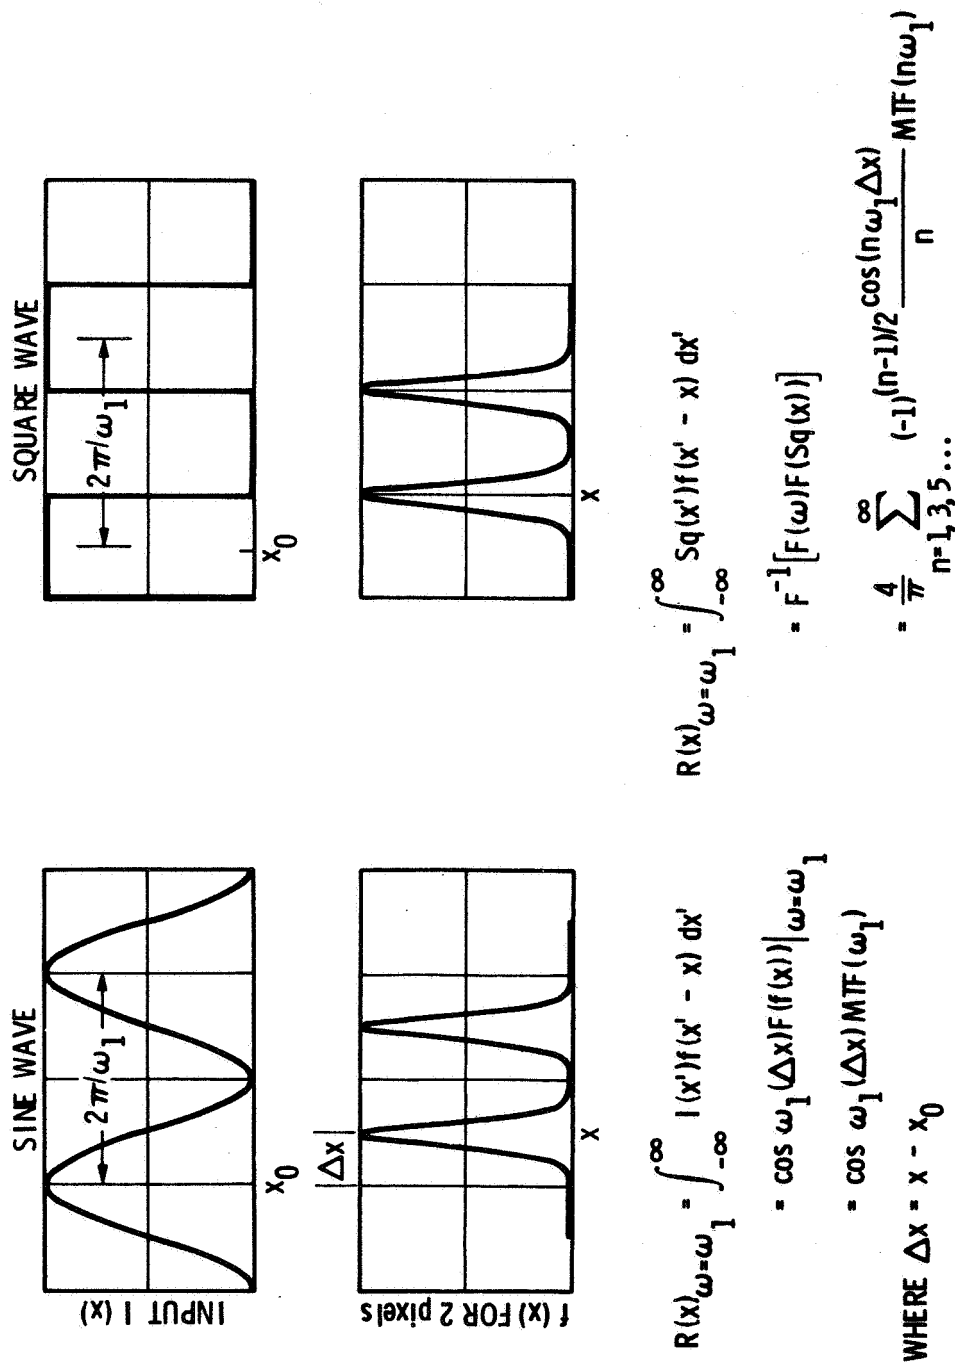 SINE WAVE
INPUT I (x)
2π/ω₁
x₀
f (x) FOR 2 pixels
Δx
x
R(x)ω=ω₁ = ∫₋∞^∞ I(x')f(x' - x) dx'
= cos ω₁(Δx)F(f(x))|ω=ω₁
= cos ω₁(Δx)MTF(ω₁)
WHERE Δx = x - x₀
SQUARE WAVE
2π/ω₁
x₀
x
R(x)ω=ω₁ = ∫₋∞^∞ Sq(x')f(x' - x) dx'
= F⁻¹[F(ω)F(Sq(x))]
= 4/π ∑^∞ n=1,3,5... (-1)^(n-1)/2 cos(nω₁Δx)/n MTF(nω₁)